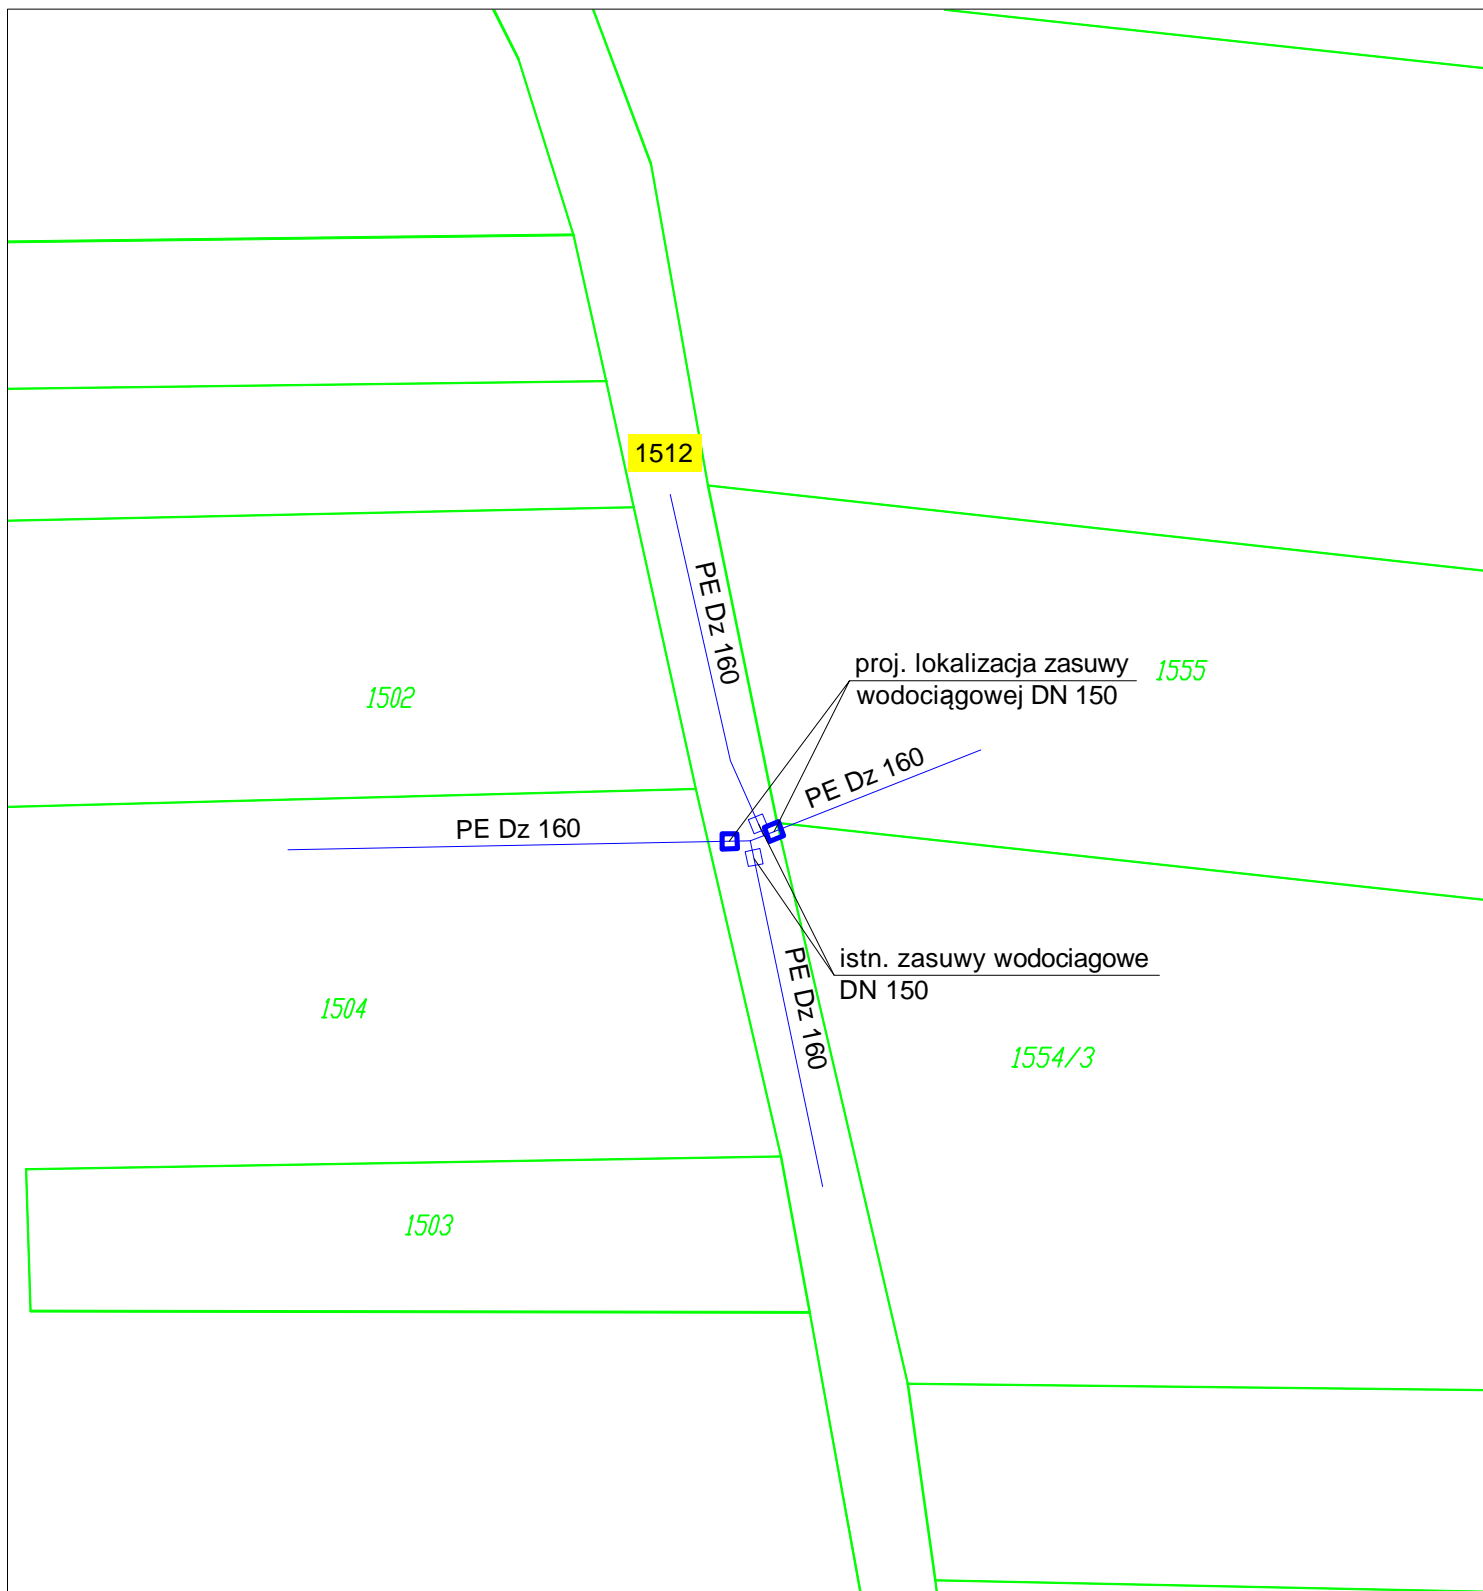 1512
PE Dz 160
proj. lokalizacja zasuwy
wodociągowej DN 150
1555
1502
PE Dz 160
PE Dz 160
istn. zasuwy wodociagowe
DN 150
PE Dz 160
1504
1554/3
1503